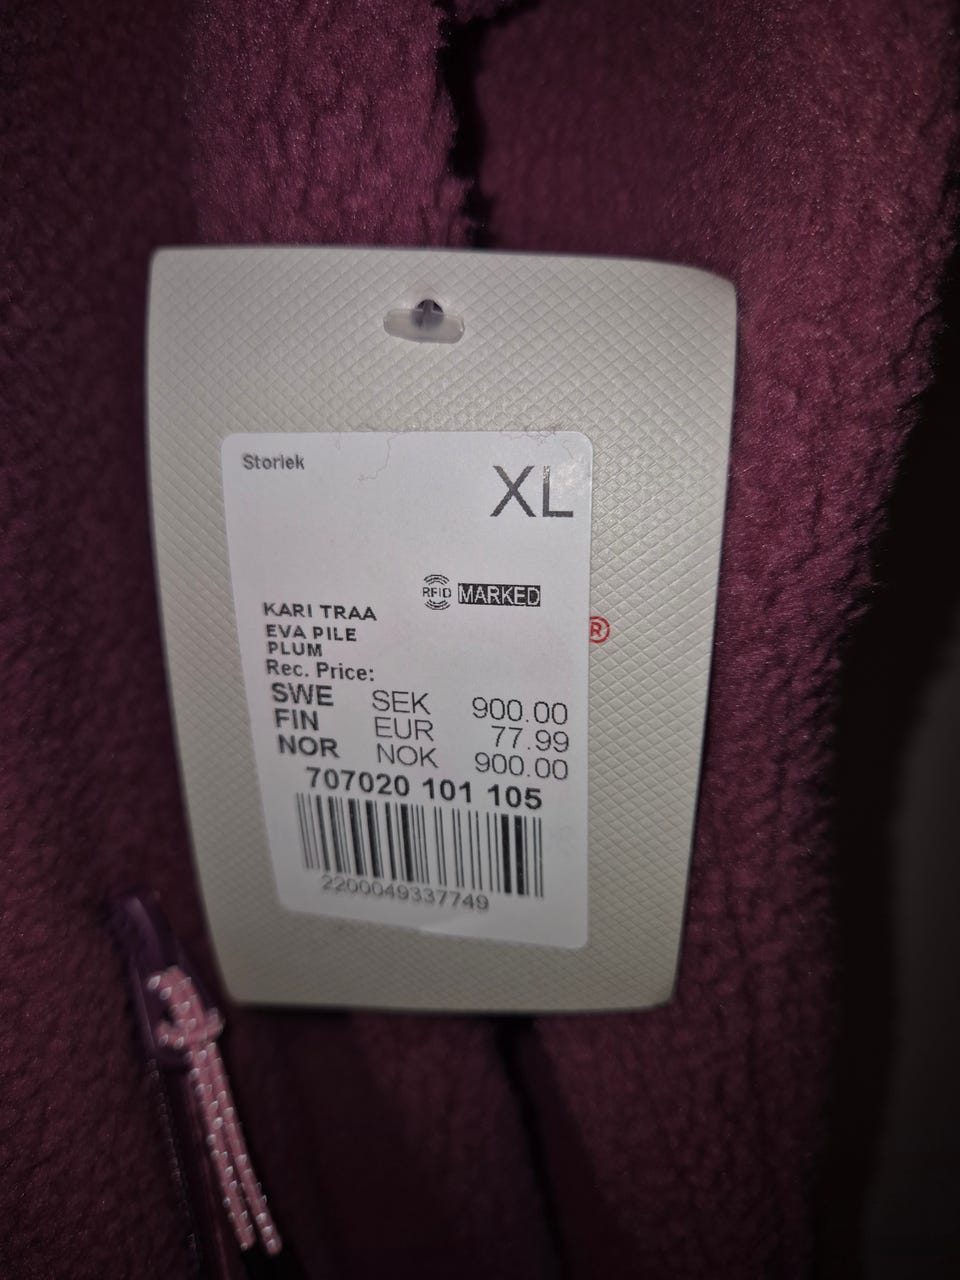 Storlek
XL
RFID MARKED
KARI TRAA
EVA PILE
PLUM
®
Rec. Price:
SWE SEK 900.00
FIN EUR 77.99
NOR NOK 900.00
707020 101 105
2200049337749